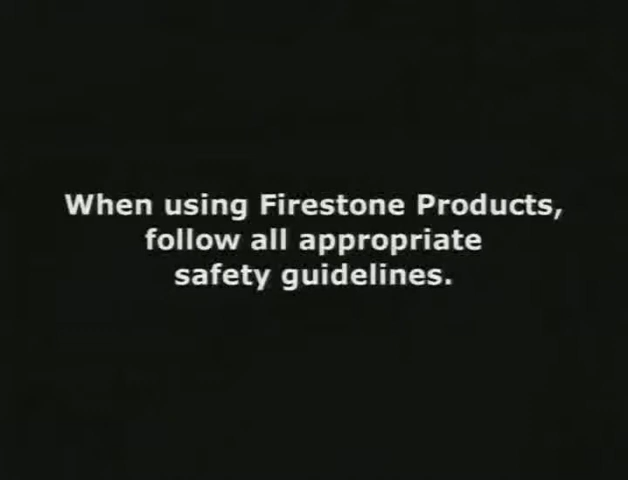 When using Firestone Products,
follow all appropriate
safety guidelines.